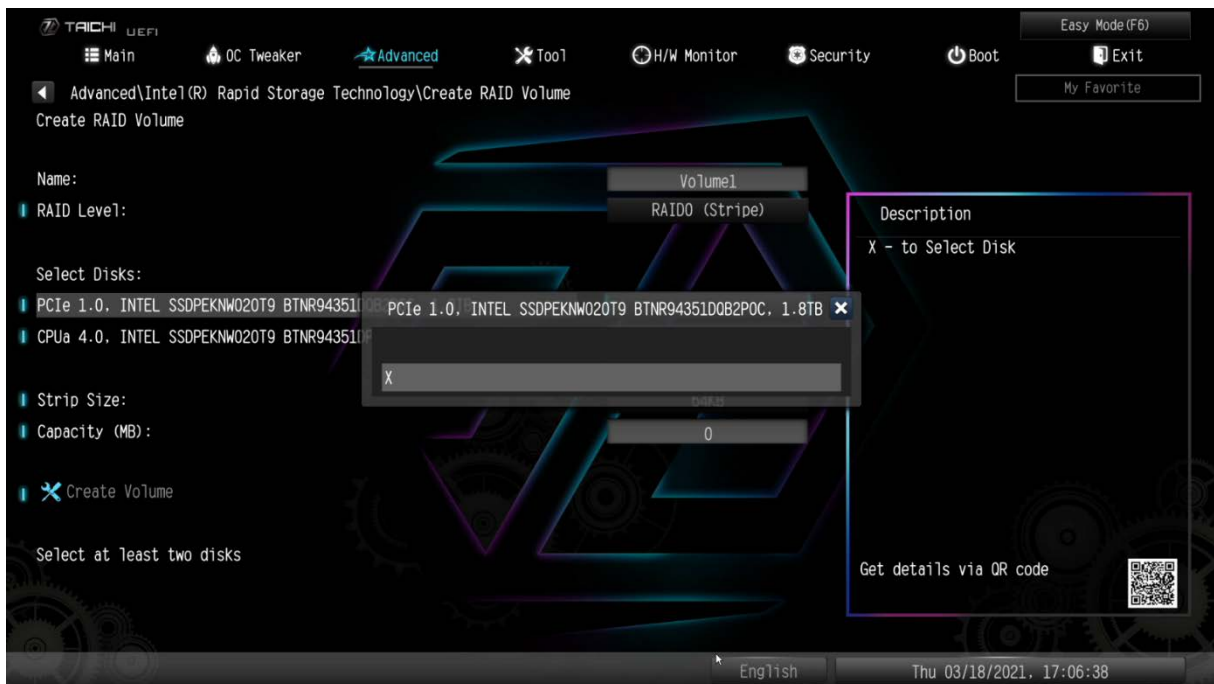 TAICHI UEFI
Easy Mode(F6)
Main OC Tweaker Advanced Tool H/W Monitor Security Boot Exit
My Favorite
Advanced\Intel(R) Rapid Storage Technology\Create RAID Volume
Create RAID Volume
Name: Volume1
RAID Level: RAID0 (Stripe)
Select Disks:
PCIe 1.0, INTEL SSDPEKNW020T9 BTNR94351
CPUa 4.0, INTEL SSDPEKNW020T9 BTNR94351
PCIe 1.0, INTEL SSDPEKNW020T9 BTNR94351DQB2P0C, 1.8TB
X
Strip Size: 64KB
Capacity (MB): 0
Create Volume
Select at least two disks
Description
X - to Select Disk
Get details via QR code
English
Thu 03/18/2021, 17:06:38